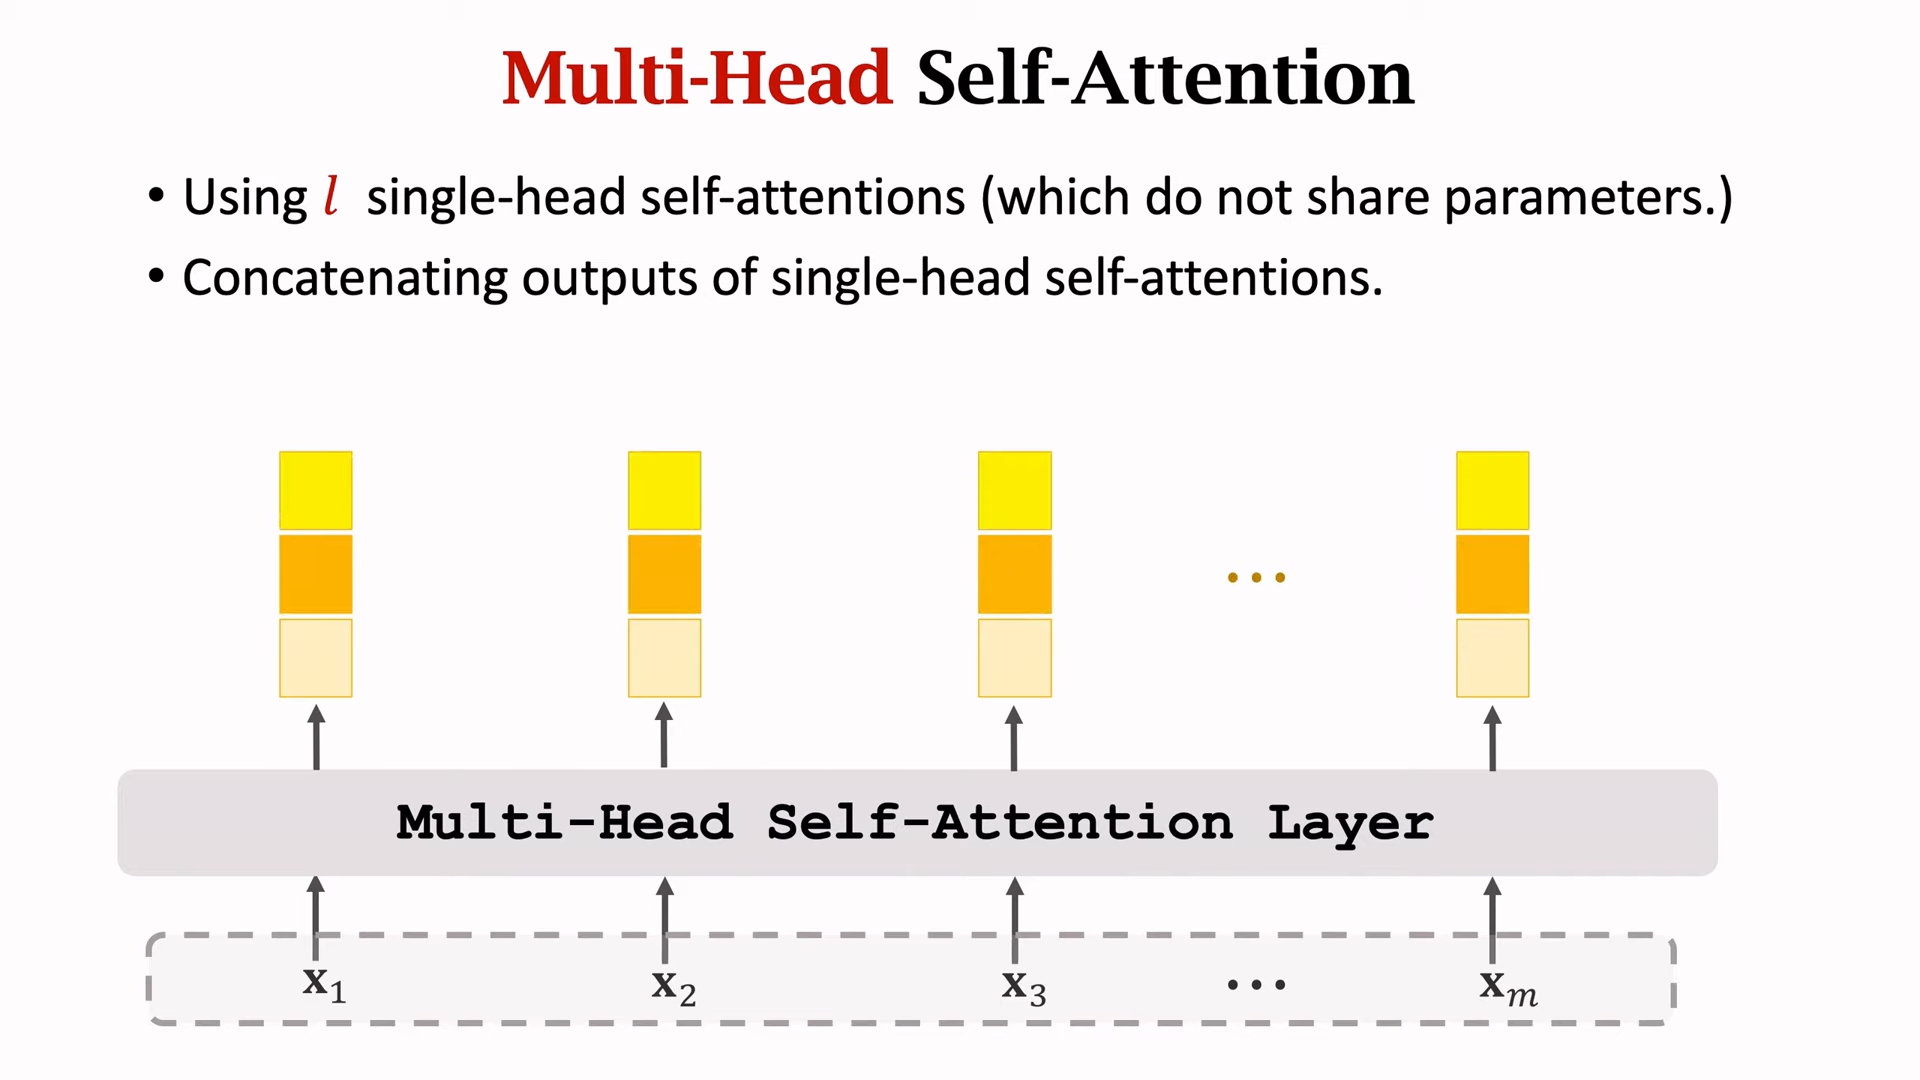 Multi-Head Self-Attention
• Using l single-head self-attentions (which do not share parameters.)
• Concatenating outputs of single-head self-attentions.
...
Multi-Head Self-Attention Layer
x₁ x₂ x₃ ... xₘ